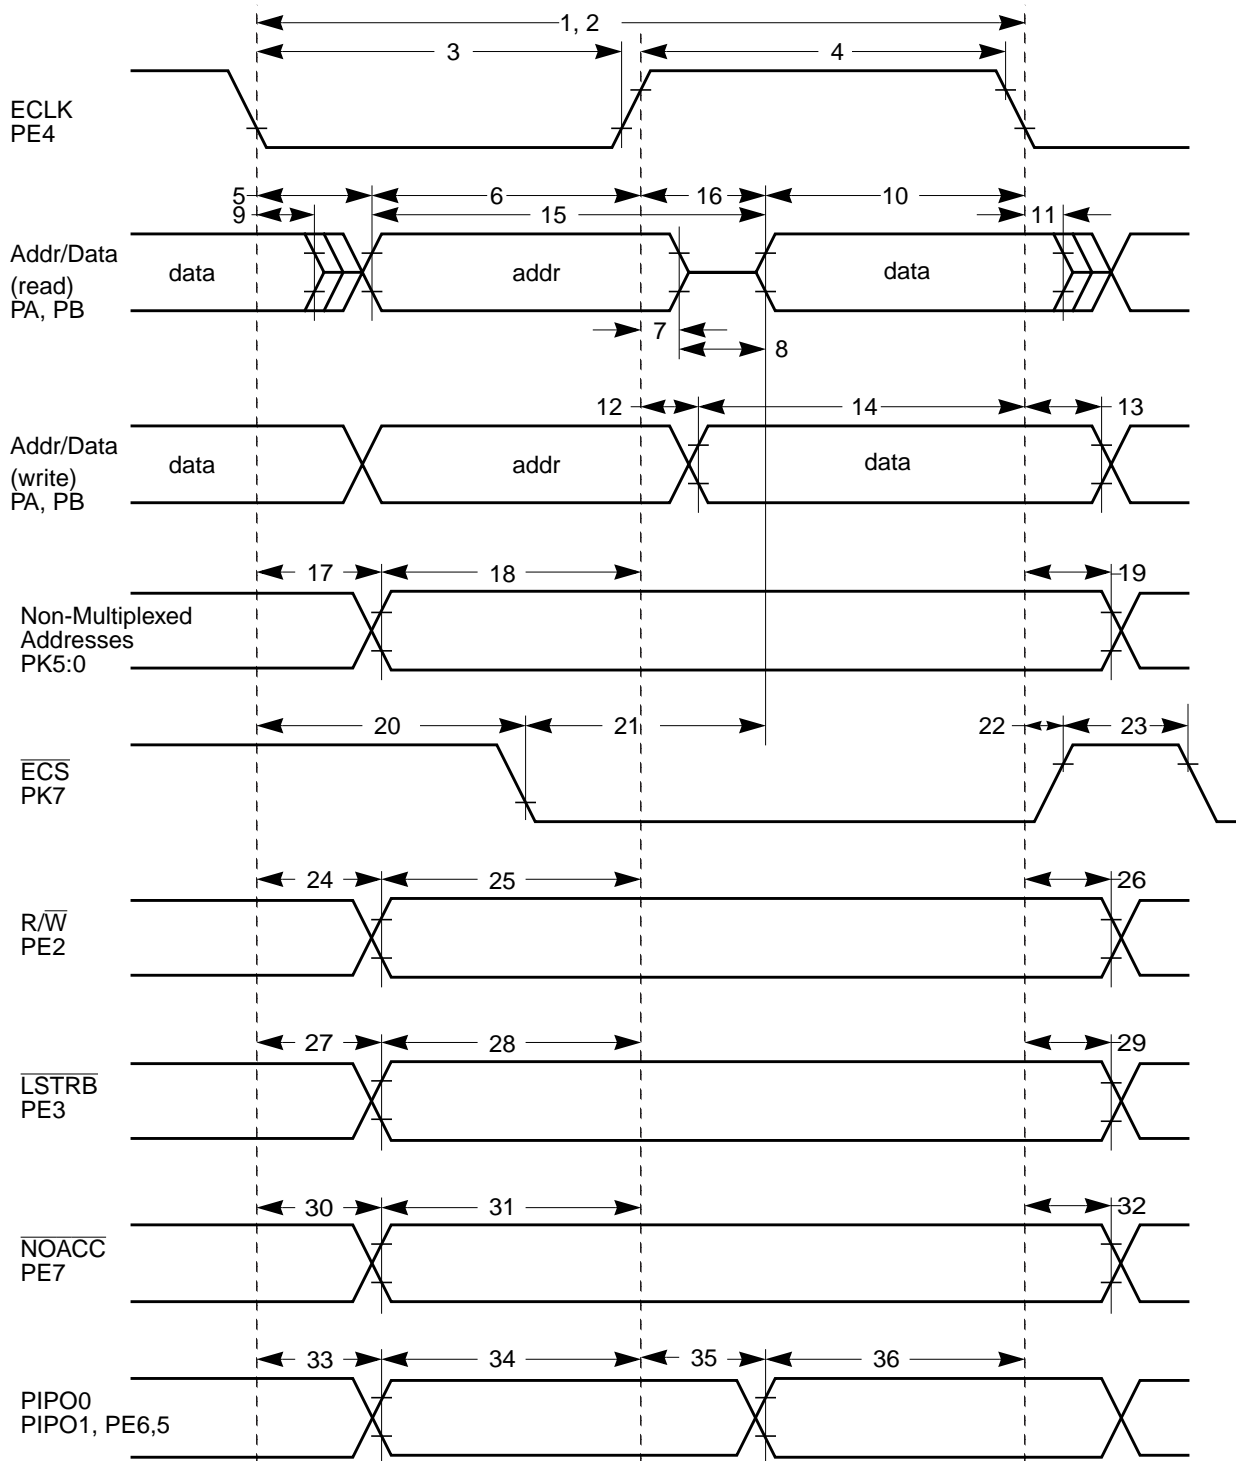 1, 2
3 4
ECLK
PE4
5 6 16 10
9 15 11
Addr/Data
(read)
PA, PB
data addr data
7
8
12 14 13
Addr/Data
(write)
PA, PB
data addr data
17 18 19
Non-Multiplexed
Addresses
PK5:0
20 21 22 23
ECS
PK7
24 25 26
R/W
PE2
27 28 29
LSTRB
PE3
30 31 32
NOACC
PE7
33 34 35 36
PIPO0
PIPO1, PE6,5